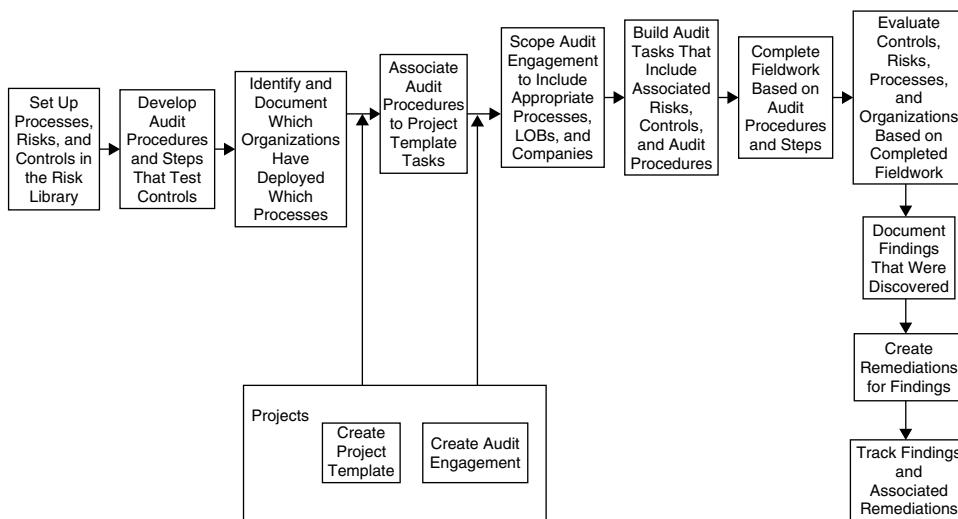 Set Up
Processes,
Risks, and
Controls in
the Risk
Library
Develop
Audit
Procedures
and Steps
That Test
Controls
Identify and
Document
Which
Organizations
Have
Deployed
Which
Processes
Associate
Audit
Procedures
to Project
Template
Tasks
Scope Audit
Engagement
to Include
Appropriate
Processes,
LOBs, and
Companies
Build Audit
Tasks That
Include
Associated
Risks,
Controls,
and Audit
Procedures
Complete
Fieldwork
Based on
Audit
Procedures
and Steps
Evaluate
Controls,
Risks,
Processes,
and
Organizations
Based on
Completed
Fieldwork
Document
Findings
That Were
Discovered
Create
Remediations
for Findings
Track Findings
and
Associated
Remediations
Projects
Create
Project
Template
Create Audit
Engagement